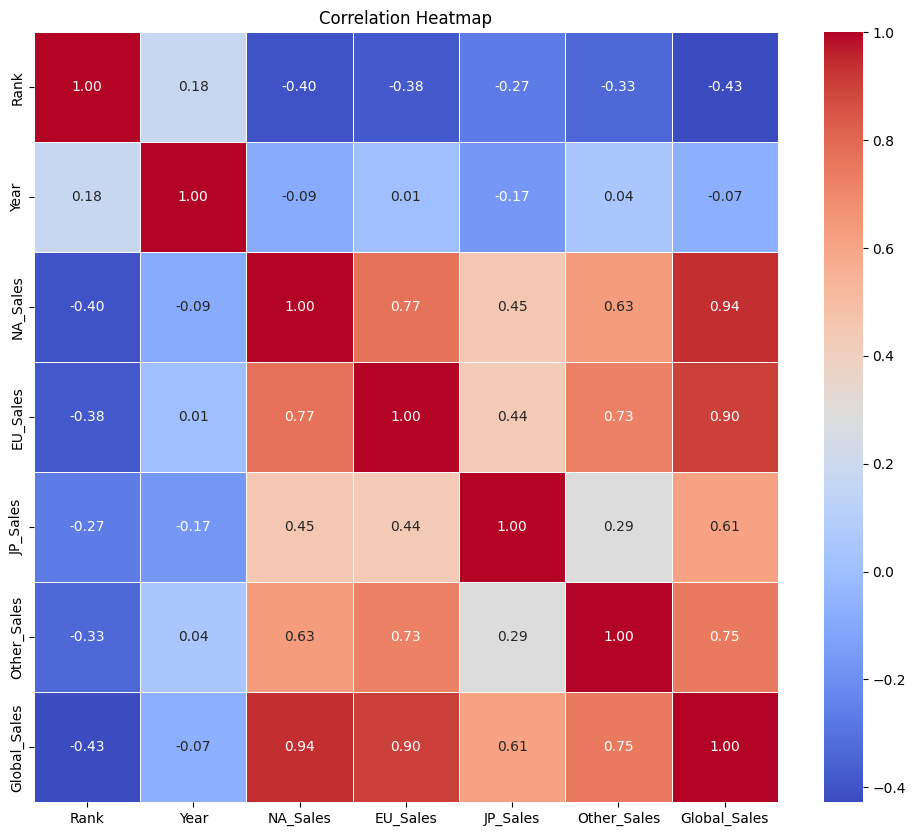 Correlation Heatmap
Rank 1.00 0.18 -0.40 -0.38 -0.27 -0.33 -0.43
Year 0.18 1.00 -0.09 0.01 -0.17 0.04 -0.07
NA_Sales -0.40 -0.09 1.00 0.77 0.45 0.63 0.94
EU_Sales -0.38 0.01 0.77 1.00 0.44 0.73 0.90
JP_Sales -0.27 -0.17 0.45 0.44 1.00 0.29 0.61
Other_Sales -0.33 0.04 0.63 0.73 0.29 1.00 0.75
Global_Sales -0.43 -0.07 0.94 0.90 0.61 0.75 1.00
Rank Year NA_Sales EU_Sales JP_Sales Other_Sales Global_Sales
1.0
0.8
0.6
0.4
0.2
0.0
-0.2
-0.4